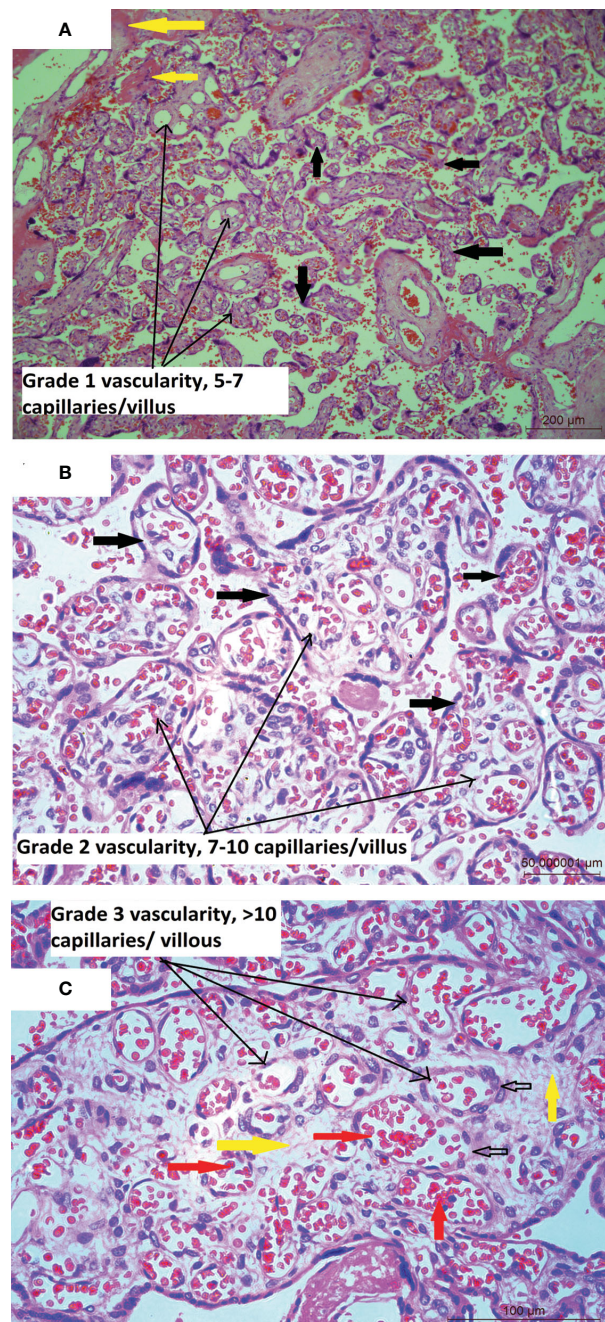 A
Grade 1 vascularity, 5-7
capillaries/villus
200 µm
B
Grade 2 vascularity, 7-10 capillaries/villus
50,000001 µm
Grade 3 vascularity, >10
capillaries/ villous
C
100 µm